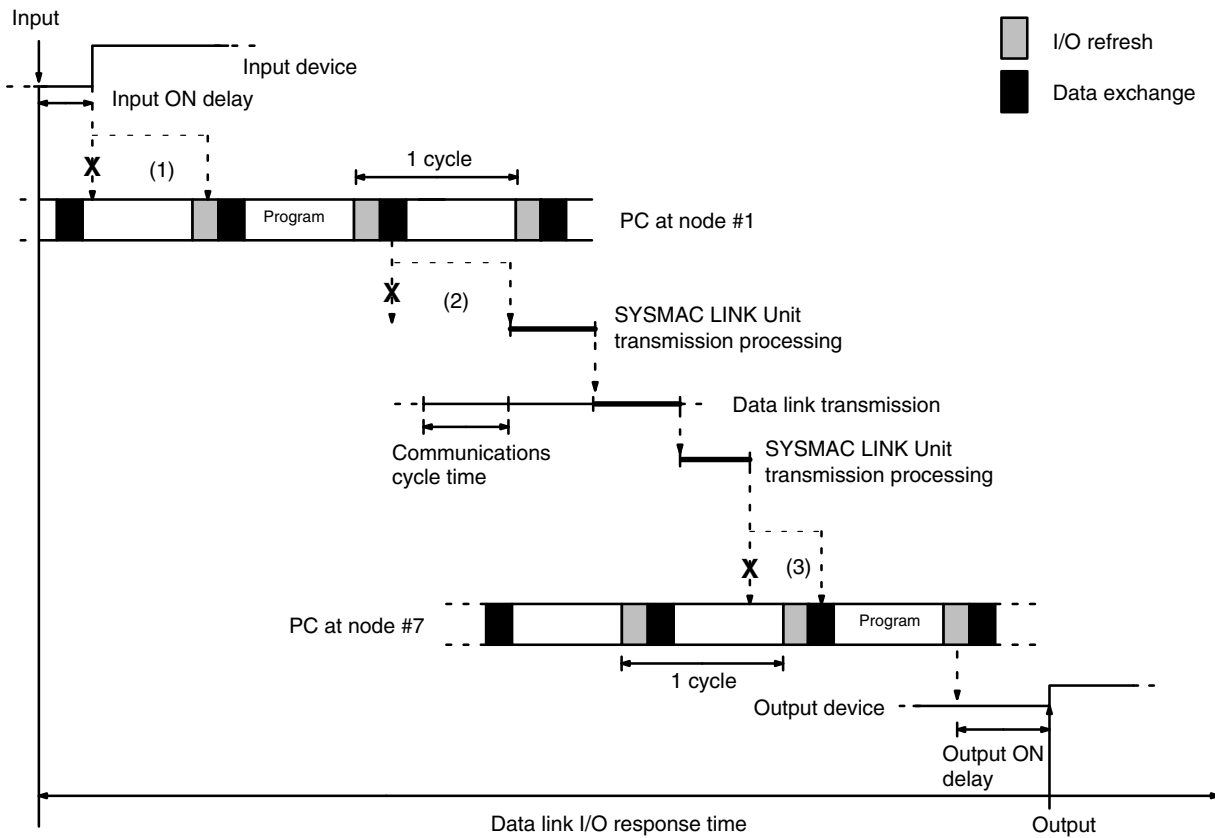 Input
I/O refresh
Input device
Data exchange
Input ON delay
X
(1)
1 cycle
Program
PC at node #1
X
(2)
SYSMAC LINK Unit
transmission processing
Data link transmission
Communications
cycle time
SYSMAC LINK Unit
transmission processing
X
(3)
PC at node #7
Program
1 cycle
Output device
Output ON
delay
Data link I/O response time
Output